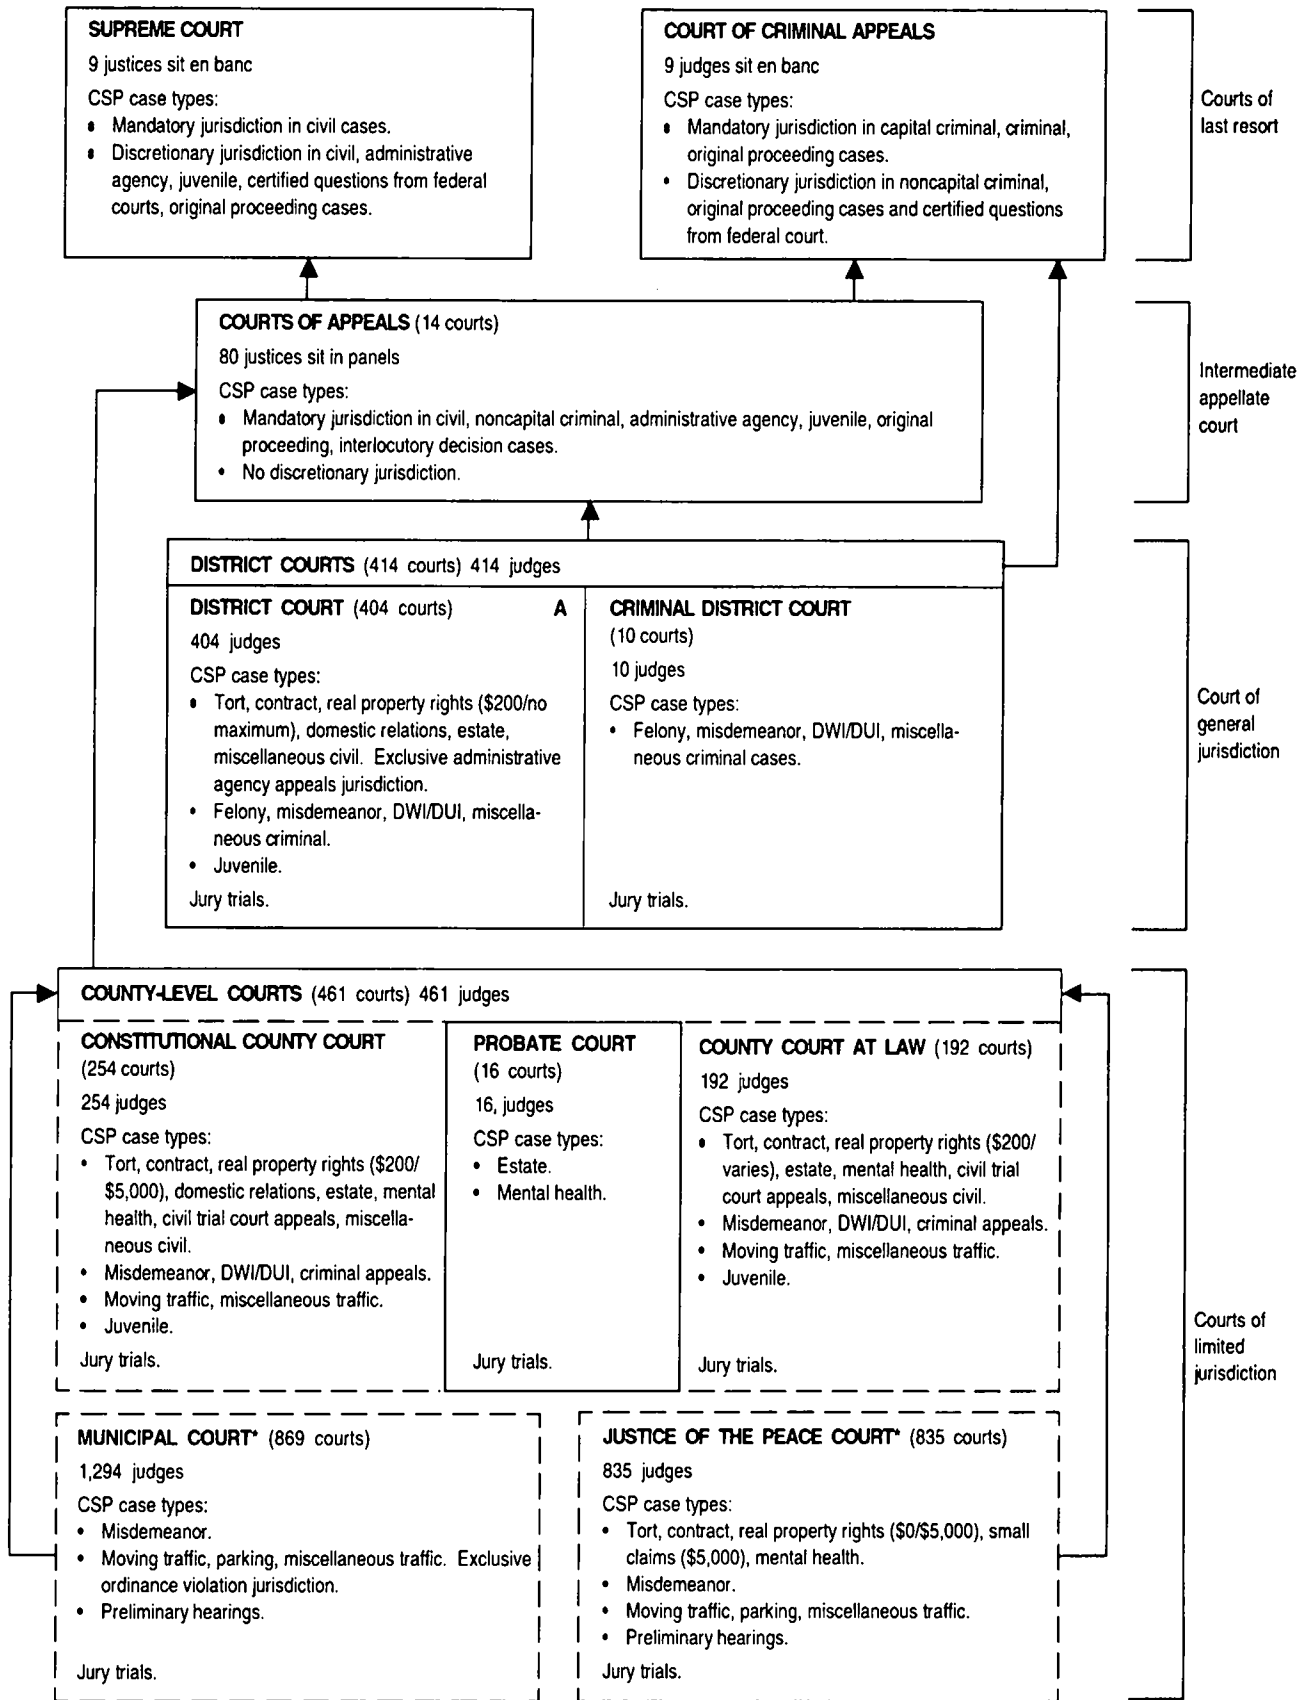 SUPREME COURT
9 justices sit en banc
CSP case types:
• Mandatory jurisdiction in civil cases.
• Discretionary jurisdiction in civil, administrative
agency, juvenile, certified questions from federal
courts, original proceeding cases.
COURT OF CRIMINAL APPEALS
9 judges sit en banc
CSP case types:
• Mandatory jurisdiction in capital criminal, criminal,
original proceeding cases.
• Discretionary jurisdiction in noncapital criminal,
original proceeding cases and certified questions
from federal court.
Courts of
last resort
COURTS OF APPEALS (14 courts)
80 justices sit in panels
CSP case types:
• Mandatory jurisdiction in civil, noncapital criminal, administrative agency, juvenile, original
proceeding, interlocutory decision cases.
• No discretionary jurisdiction.
Intermediate
appellate
court
DISTRICT COURTS (414 courts) 414 judges
DISTRICT COURT (404 courts) A
404 judges
CSP case types:
• Tort, contract, real property rights ($200/no
maximum), domestic relations, estate,
miscellaneous civil. Exclusive administrative
agency appeals jurisdiction.
• Felony, misdemeanor, DWI/DUI, miscella-
neous criminal.
• Juvenile.
Jury trials.
CRIMINAL DISTRICT COURT
(10 courts)
10 judges
CSP case types:
• Felony, misdemeanor, DWI/DUI, miscella-
neous criminal cases.
Jury trials.
Court of
general
jurisdiction
COUNTY-LEVEL COURTS (461 courts) 461 judges
CONSTITUTIONAL COUNTY COURT
(254 courts)
254 judges
CSP case types:
• Tort, contract, real property rights ($200/
$5,000), domestic relations, estate, mental
health, civil trial court appeals, miscella-
neous civil.
• Misdemeanor, DWI/DUI, criminal appeals.
• Moving traffic, miscellaneous traffic.
• Juvenile.
Jury trials.
PROBATE COURT
(16 courts)
16, judges
CSP case types:
• Estate.
• Mental health.
Jury trials.
COUNTY COURT AT LAW (192 courts)
192 judges
CSP case types:
• Tort, contract, real property rights ($200/
varies), estate, mental health, civil trial
court appeals, miscellaneous civil.
• Misdemeanor, DWI/DUI, criminal appeals.
• Moving traffic, miscellaneous traffic.
• Juvenile.
Jury trials.
Courts of
limited
jurisdiction
MUNICIPAL COURT* (869 courts)
1,294 judges
CSP case types:
• Misdemeanor.
• Moving traffic, parking, miscellaneous traffic. Exclusive
ordinance violation jurisdiction.
• Preliminary hearings.
Jury trials.
JUSTICE OF THE PEACE COURT* (835 courts)
835 judges
CSP case types:
• Tort, contract, real property rights ($0/$5,000), small
claims ($5,000), mental health.
• Misdemeanor.
• Moving traffic, parking, miscellaneous traffic.
• Preliminary hearings.
Jury trials.